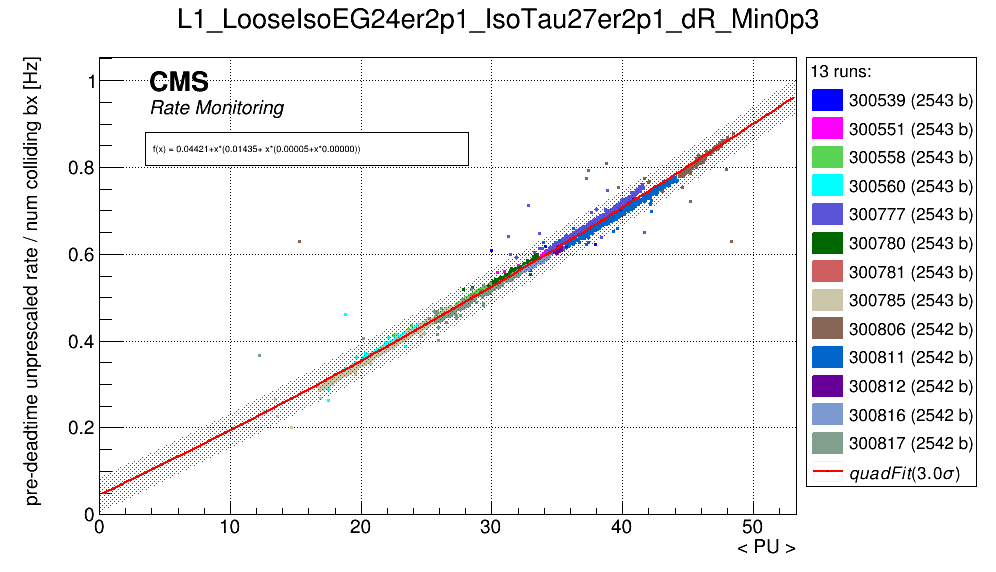 L1_LooseIsoEG24er2p1_IsoTau27er2p1_dR_Min0p3
pre-deadtime unprescaled rate / num colliding bx [Hz]
CMS
Rate Monitoring
f(x) = 0.04421+x*(0.01435+ x*(0.00005+x*0.00000))
1
0.8
0.6
0.4
0.2
0
0 10 20 30 40 50
< PU >
13 runs:
300539 (2543 b)
300551 (2543 b)
300558 (2543 b)
300560 (2543 b)
300777 (2543 b)
300780 (2543 b)
300781 (2543 b)
300785 (2543 b)
300806 (2542 b)
300811 (2542 b)
300812 (2542 b)
300816 (2542 b)
300817 (2542 b)
quadFit(3.0σ)